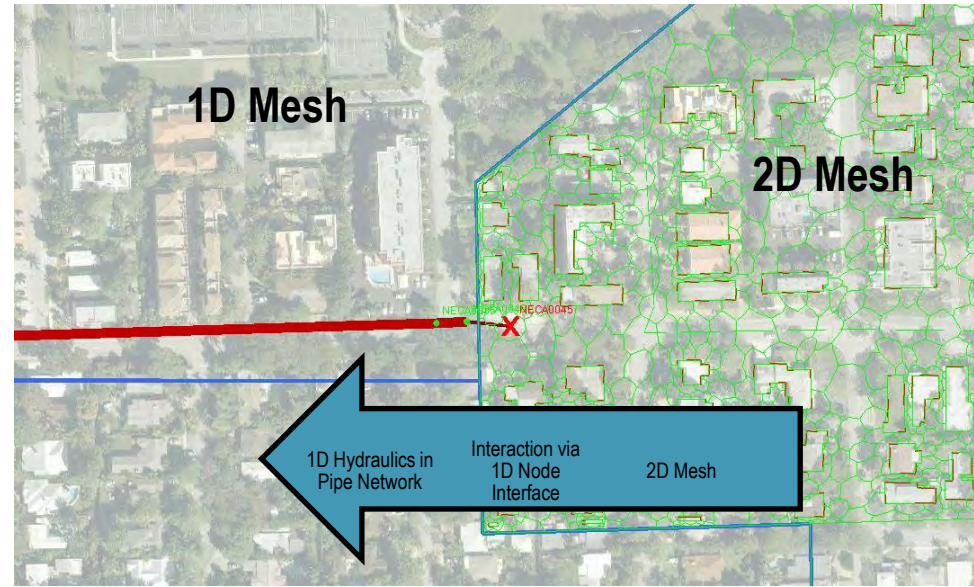 1D Mesh
2D Mesh
NECA0045
1D Hydraulics in
Pipe Network
Interaction via
1D Node
Interface
2D Mesh